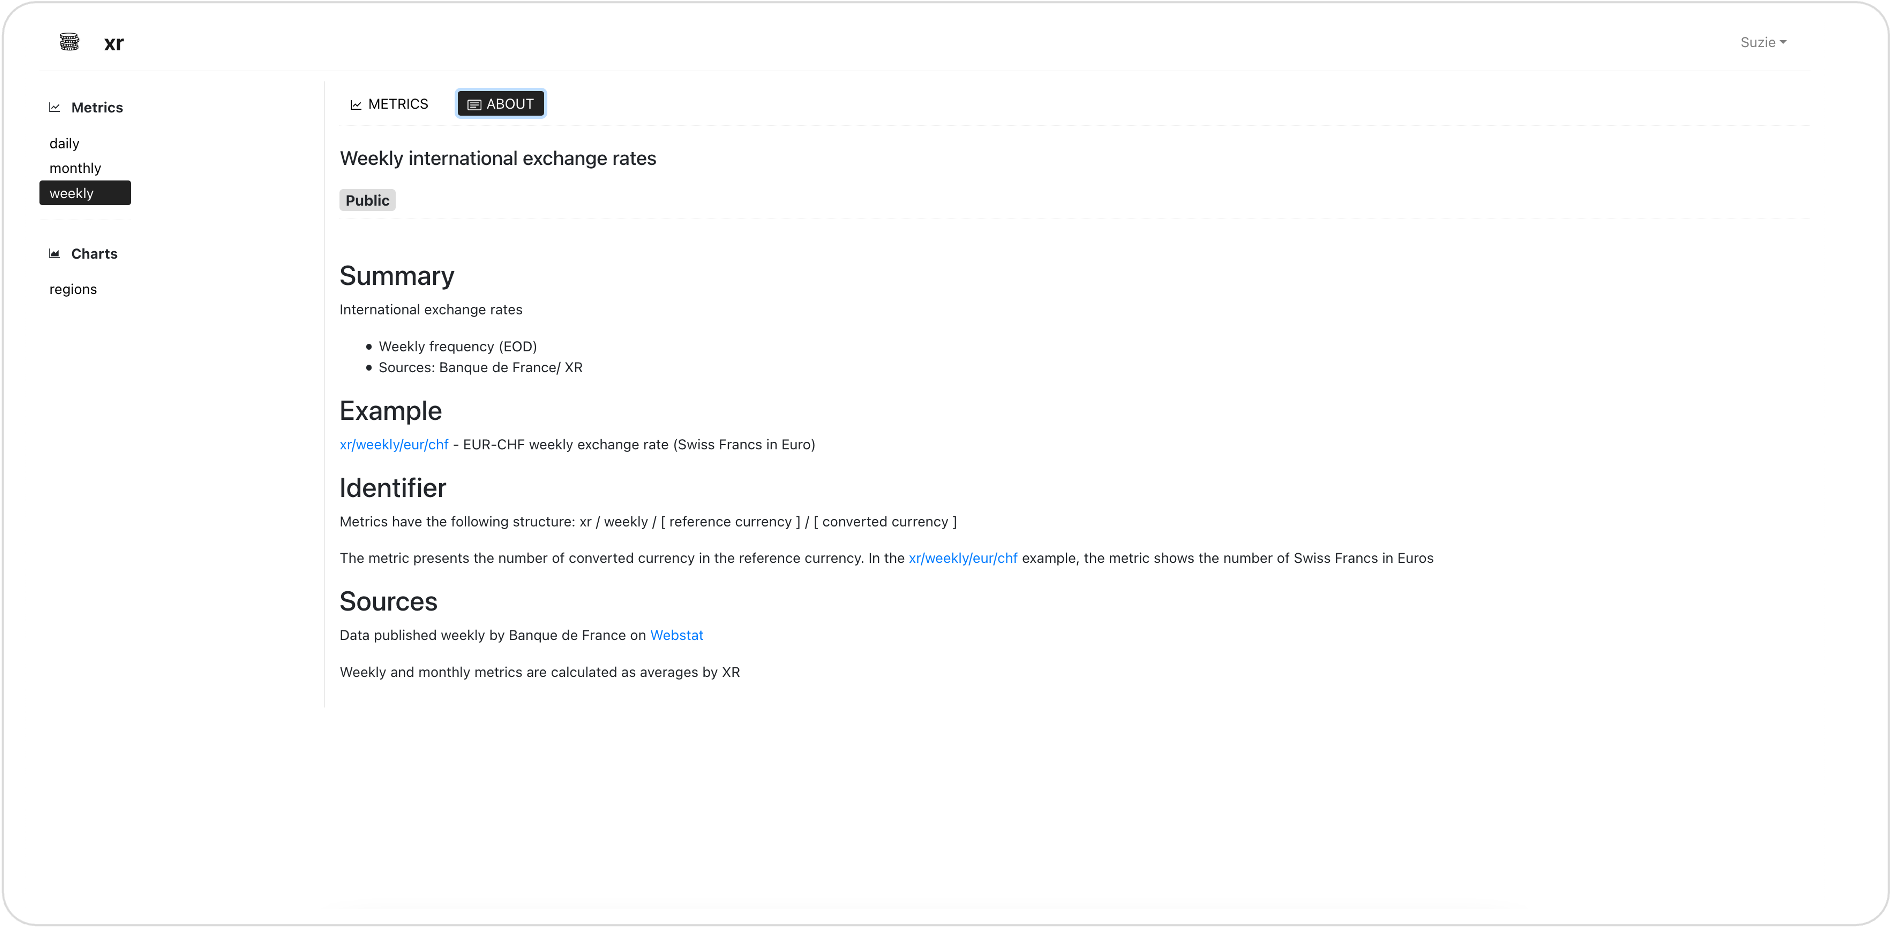 xr
Suzie
Metrics
daily
monthly
weekly
Charts
regions
METRICS
ABOUT
Weekly international exchange rates
Public
Summary
International exchange rates
Weekly frequency (EOD)
Sources: Banque de France/ XR
Example
xr/weekly/eur/chf - EUR-CHF weekly exchange rate (Swiss Francs in Euro)
Identifier
Metrics have the following structure: xr / weekly / [ reference currency ] / [ converted currency ]
The metric presents the number of converted currency in the reference currency. In the xr/weekly/eur/chf example, the metric shows the number of Swiss Francs in Euros
Sources
Data published weekly by Banque de France on Webstat
Weekly and monthly metrics are calculated as averages by XR